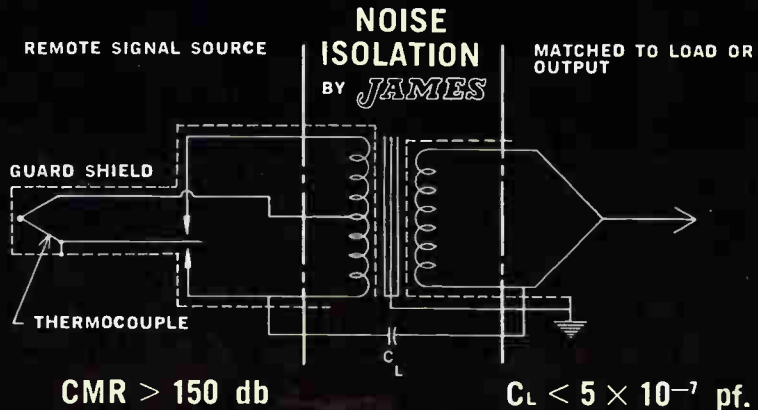 NOISE
ISOLATION
BY JAMES
REMOTE SIGNAL SOURCE
MATCHED TO LOAD OR
OUTPUT
GUARD SHIELD
THERMOCOUPLE
C
L
CMR > 150 db
CL < 5 × 10⁻⁷ pf.